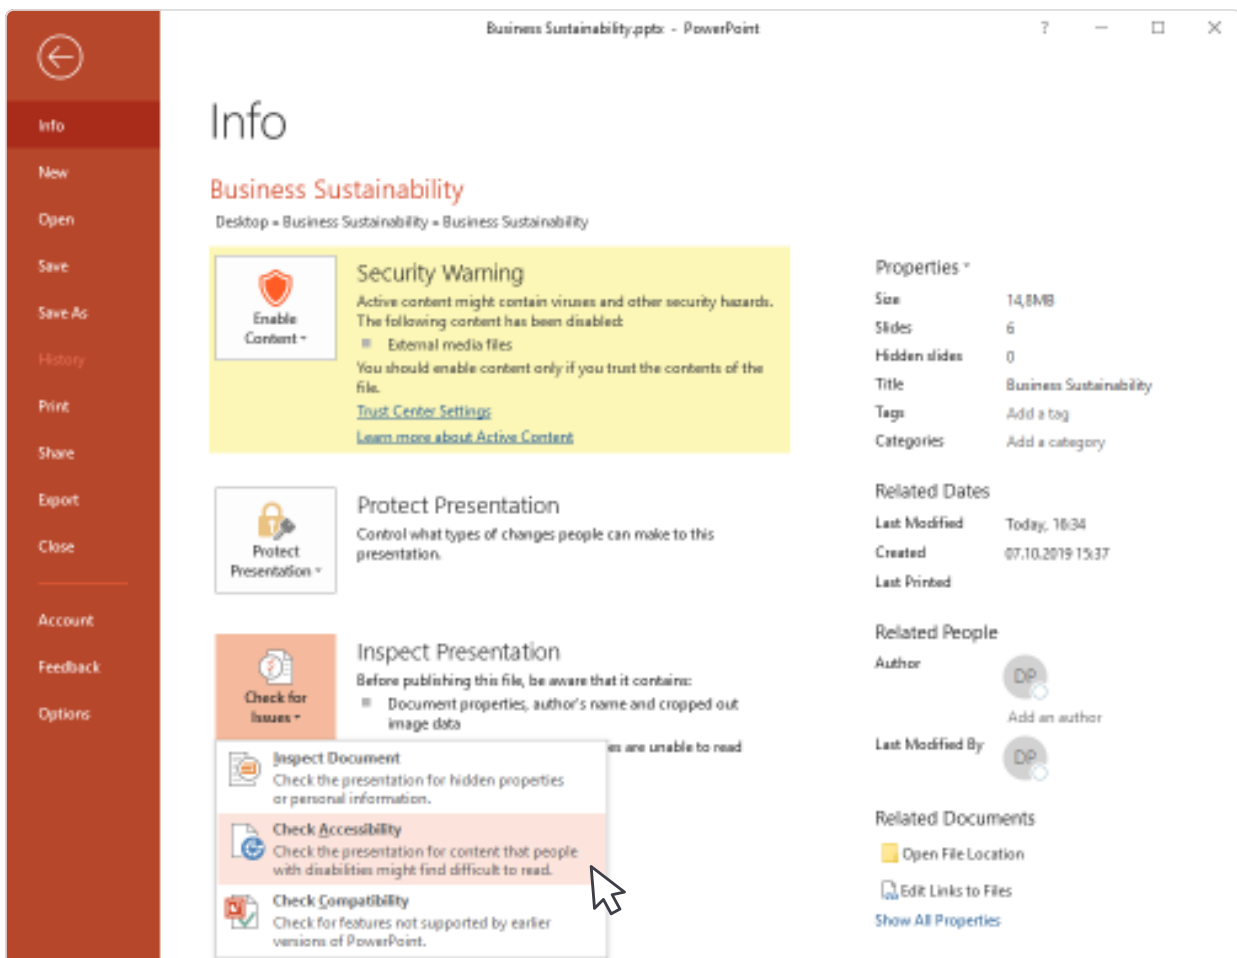 Business Sustainability.pptx - PowerPoint
?
Info
New
Open
Save
Save As
History
Print
Share
Export
Close
Account
Feedback
Options
Info
Business Sustainability
Desktop » Business Sustainability » Business Sustainability
Enable
Content
Security Warning
Active content might contain viruses and other security hazards.
The following content has been disabled:
External media files
You should enable content only if you trust the contents of the
file.
Trust Center Settings
Learn more about Active Content
Protect
Presentation
Protect Presentation
Control what types of changes people can make to this
presentation.
Check for
Issues
Inspect Presentation
Before publishing this file, be aware that it contains:
Document properties, author's name and cropped out
image data
es are unable to read
Inspect Document
Check the presentation for hidden properties
or personal information.
Check Accessibility
Check the presentation for content that people
with disabilities might find difficult to read.
Check Compatibility
Check for features not supported by earlier
versions of PowerPoint.
Properties
Size 14,8MB
Slides 6
Hidden slides 0
Title Business Sustainability
Tags Add a tag
Categories Add a category
Related Dates
Last Modified Today, 16:34
Created 07.10.2019 15:37
Last Printed
Related People
Author DP
Add an author
Last Modified By DP
Related Documents
Open File Location
Edit Links to Files
Show All Properties